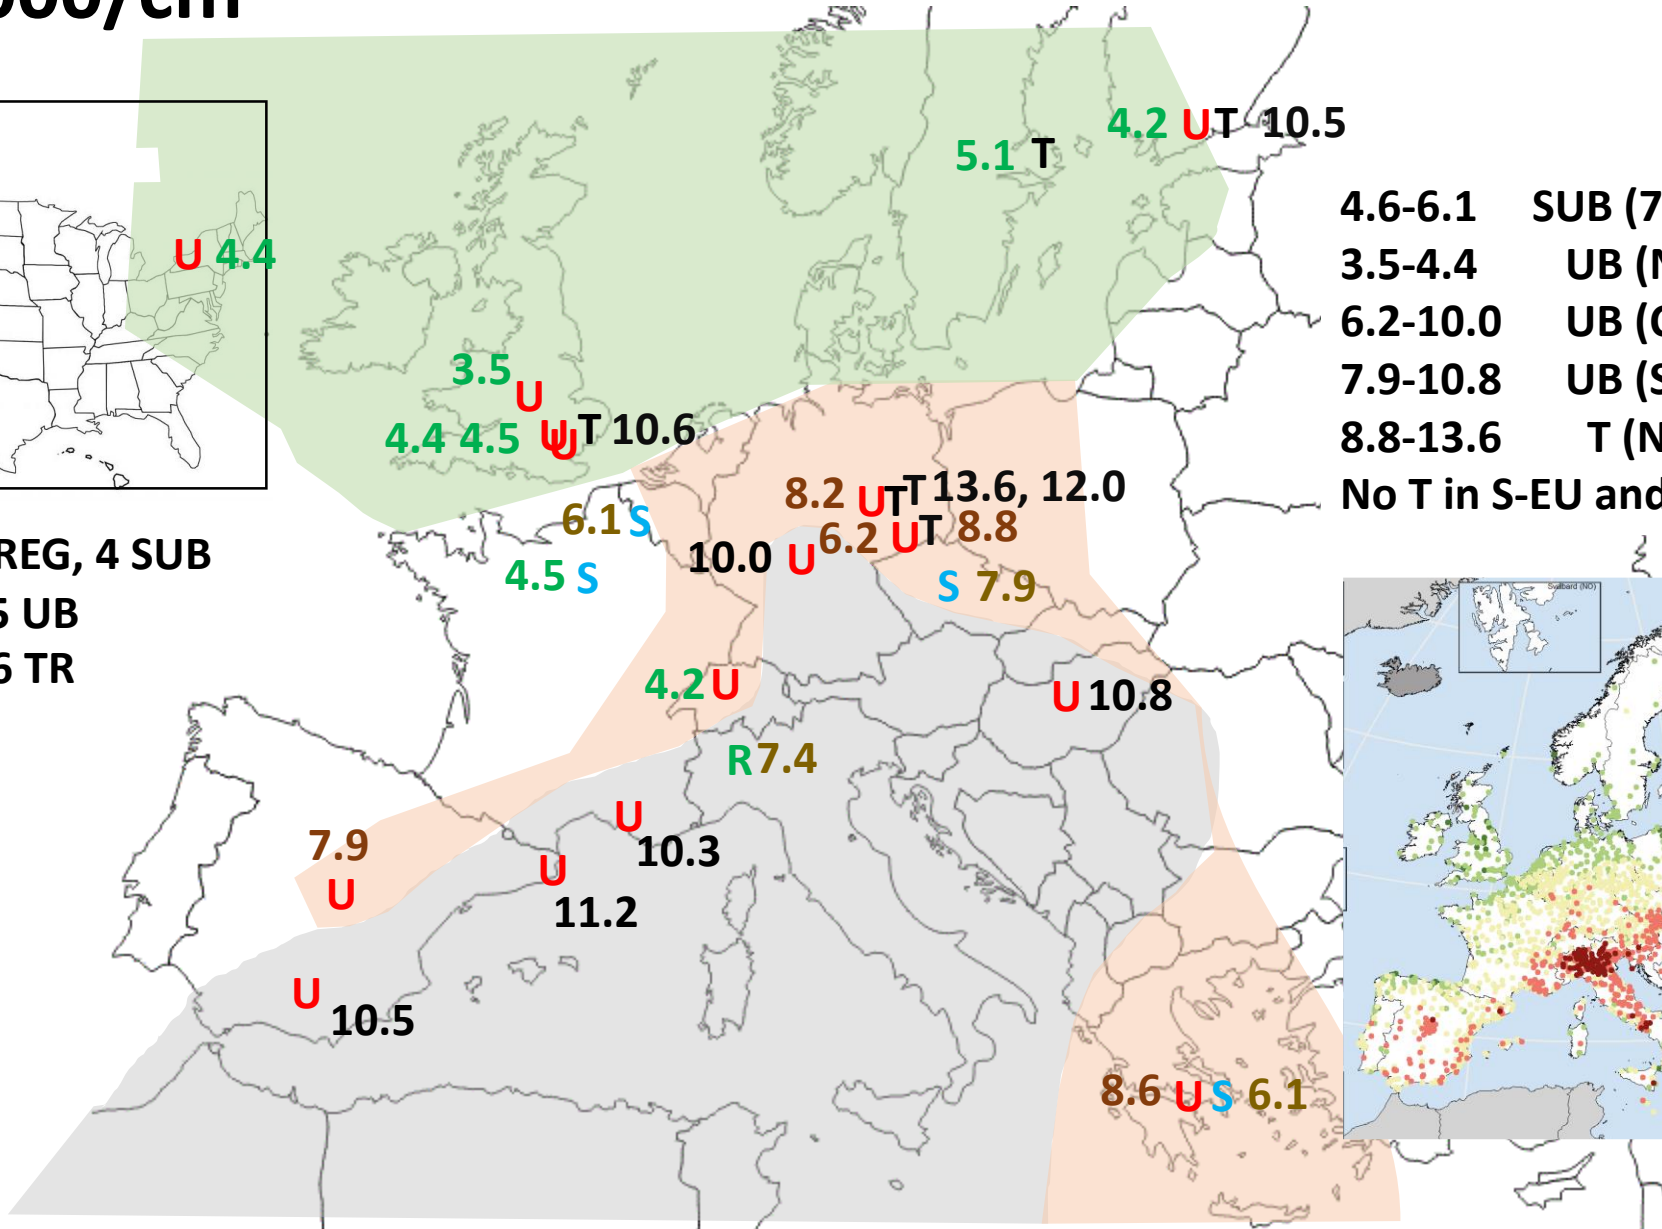 4.2 U T 10.5
5.1 T
4.6-6.1 SUB (7
U 4.4
3.5-4.4 UB (
6.2-10.0 UB (
3.5
U
7.9-10.8 UB (S
4.4 4.5 U U T 10.6
8.8-13.6 T (N
8.2 U T T 13.6, 12.0
No T in S-EU and
6.1 S
6.2 U T 8.8
10.0 U
REG, 4 SUB
4.5 S
S 7.9
Svalbard (NO)
5 UB
6 TR
4.2 U
U 10.8
R 7.4
U
10.3
7.9
U
U
11.2
U
10.5
8.6 U S 6.1